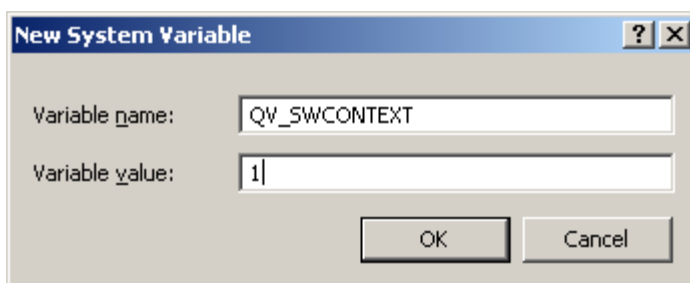 New System Variable
Variable name: QV_SWCONTEXT
Variable value: 1
OK Cancel